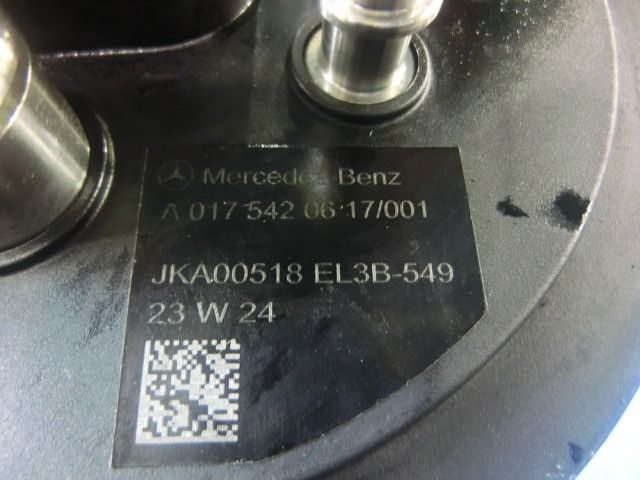 Mercedes-Benz
A 017 542 06 17/001
JKA00518 EL3B-549
23 W 24